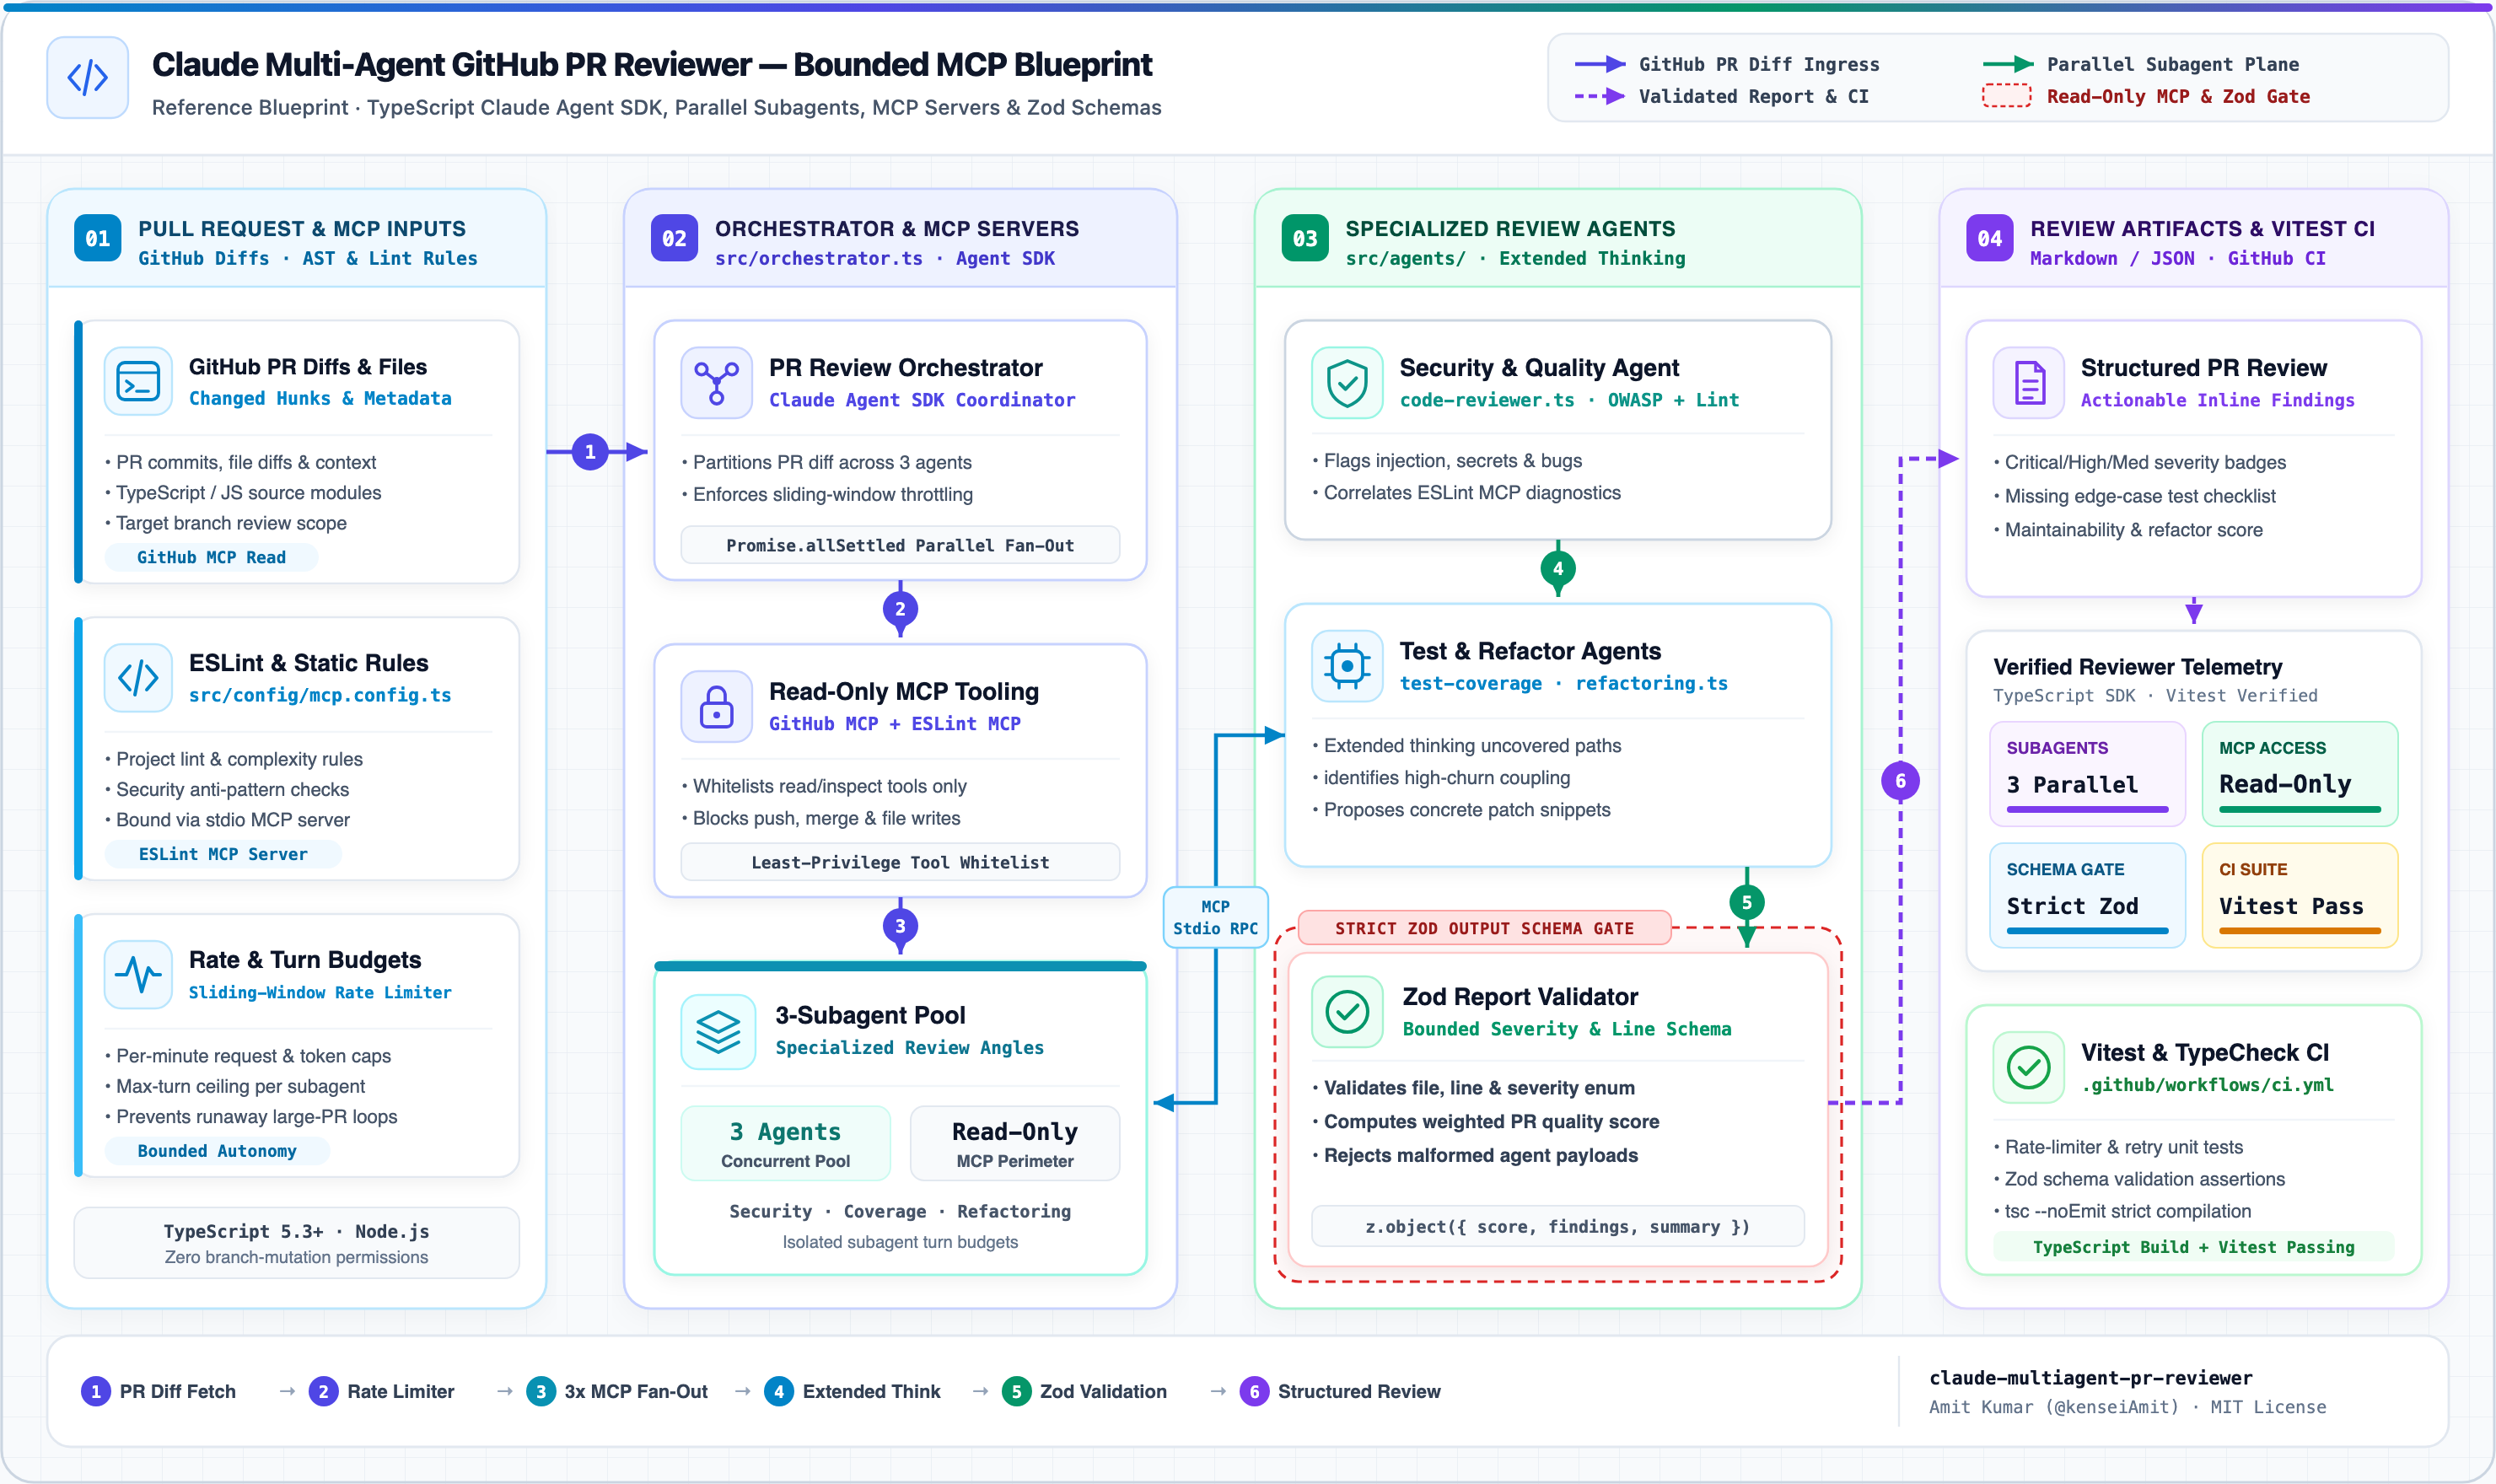 Claude Multi-Agent GitHub PR Reviewer — Bounded MCP Blueprint
Reference Blueprint · TypeScript Claude Agent SDK, Parallel Subagents, MCP Servers & Zod Schemas
GitHub PR Diff Ingress
Parallel Subagent Plane
Validated Report & CI
Read-Only MCP & Zod Gate
01
PULL REQUEST & MCP INPUTS
GitHub Diffs · AST & Lint Rules
GitHub PR Diffs & Files
Changed Hunks & Metadata
• PR commits, file diffs & context
• TypeScript / JS source modules
• Target branch review scope
GitHub MCP Read
ESLint & Static Rules
src/config/mcp.config.ts
• Project lint & complexity rules
• Security anti-pattern checks
• Bound via stdio MCP server
ESLint MCP Server
Rate & Turn Budgets
Sliding-Window Rate Limiter
• Per-minute request & token caps
• Max-turn ceiling per subagent
• Prevents runaway large-PR loops
Bounded Autonomy
TypeScript 5.3+ · Node.js
Zero branch-mutation permissions
1
02
ORCHESTRATOR & MCP SERVERS
src/orchestrator.ts · Agent SDK
PR Review Orchestrator
Claude Agent SDK Coordinator
• Partitions PR diff across 3 agents
• Enforces sliding-window throttling
Promise.allSettled Parallel Fan-Out
2
Read-Only MCP Tooling
GitHub MCP + ESLint MCP
• Whitelists read/inspect tools only
• Blocks push, merge & file writes
Least-Privilege Tool Whitelist
3
3-Subagent Pool
Specialized Review Angles
3 Agents
Concurrent Pool
Read-Only
MCP Perimeter
Security · Coverage · Refactoring
Isolated subagent turn budgets
MCP
Stdio RPC
03
SPECIALIZED REVIEW AGENTS
src/agents/ · Extended Thinking
Security & Quality Agent
code-reviewer.ts · OWASP + Lint
• Flags injection, secrets & bugs
• Correlates ESLint MCP diagnostics
4
Test & Refactor Agents
test-coverage · refactoring.ts
• Extended thinking uncovered paths
• identifies high-churn coupling
• Proposes concrete patch snippets
5
STRICT ZOD OUTPUT SCHEMA GATE
Zod Report Validator
Bounded Severity & Line Schema
• Validates file, line & severity enum
• Computes weighted PR quality score
• Rejects malformed agent payloads
z.object({ score, findings, summary })
6
04
REVIEW ARTIFACTS & VITEST CI
Markdown / JSON · GitHub CI
Structured PR Review
Actionable Inline Findings
• Critical/High/Med severity badges
• Missing edge-case test checklist
• Maintainability & refactor score
Verified Reviewer Telemetry
TypeScript SDK · Vitest Verified
SUBAGENTS
3 Parallel
MCP ACCESS
Read-Only
SCHEMA GATE
Strict Zod
CI SUITE
Vitest Pass
Vitest & TypeCheck CI
.github/workflows/ci.yml
• Rate-limiter & retry unit tests
• Zod schema validation assertions
• tsc --noEmit strict compilation
TypeScript Build + Vitest Passing
1 PR Diff Fetch → 2 Rate Limiter → 3 3x MCP Fan-Out → 4 Extended Think → 5 Zod Validation → 6 Structured Review
claude-multiagent-pr-reviewer
Amit Kumar (@kenseiAmit) · MIT License